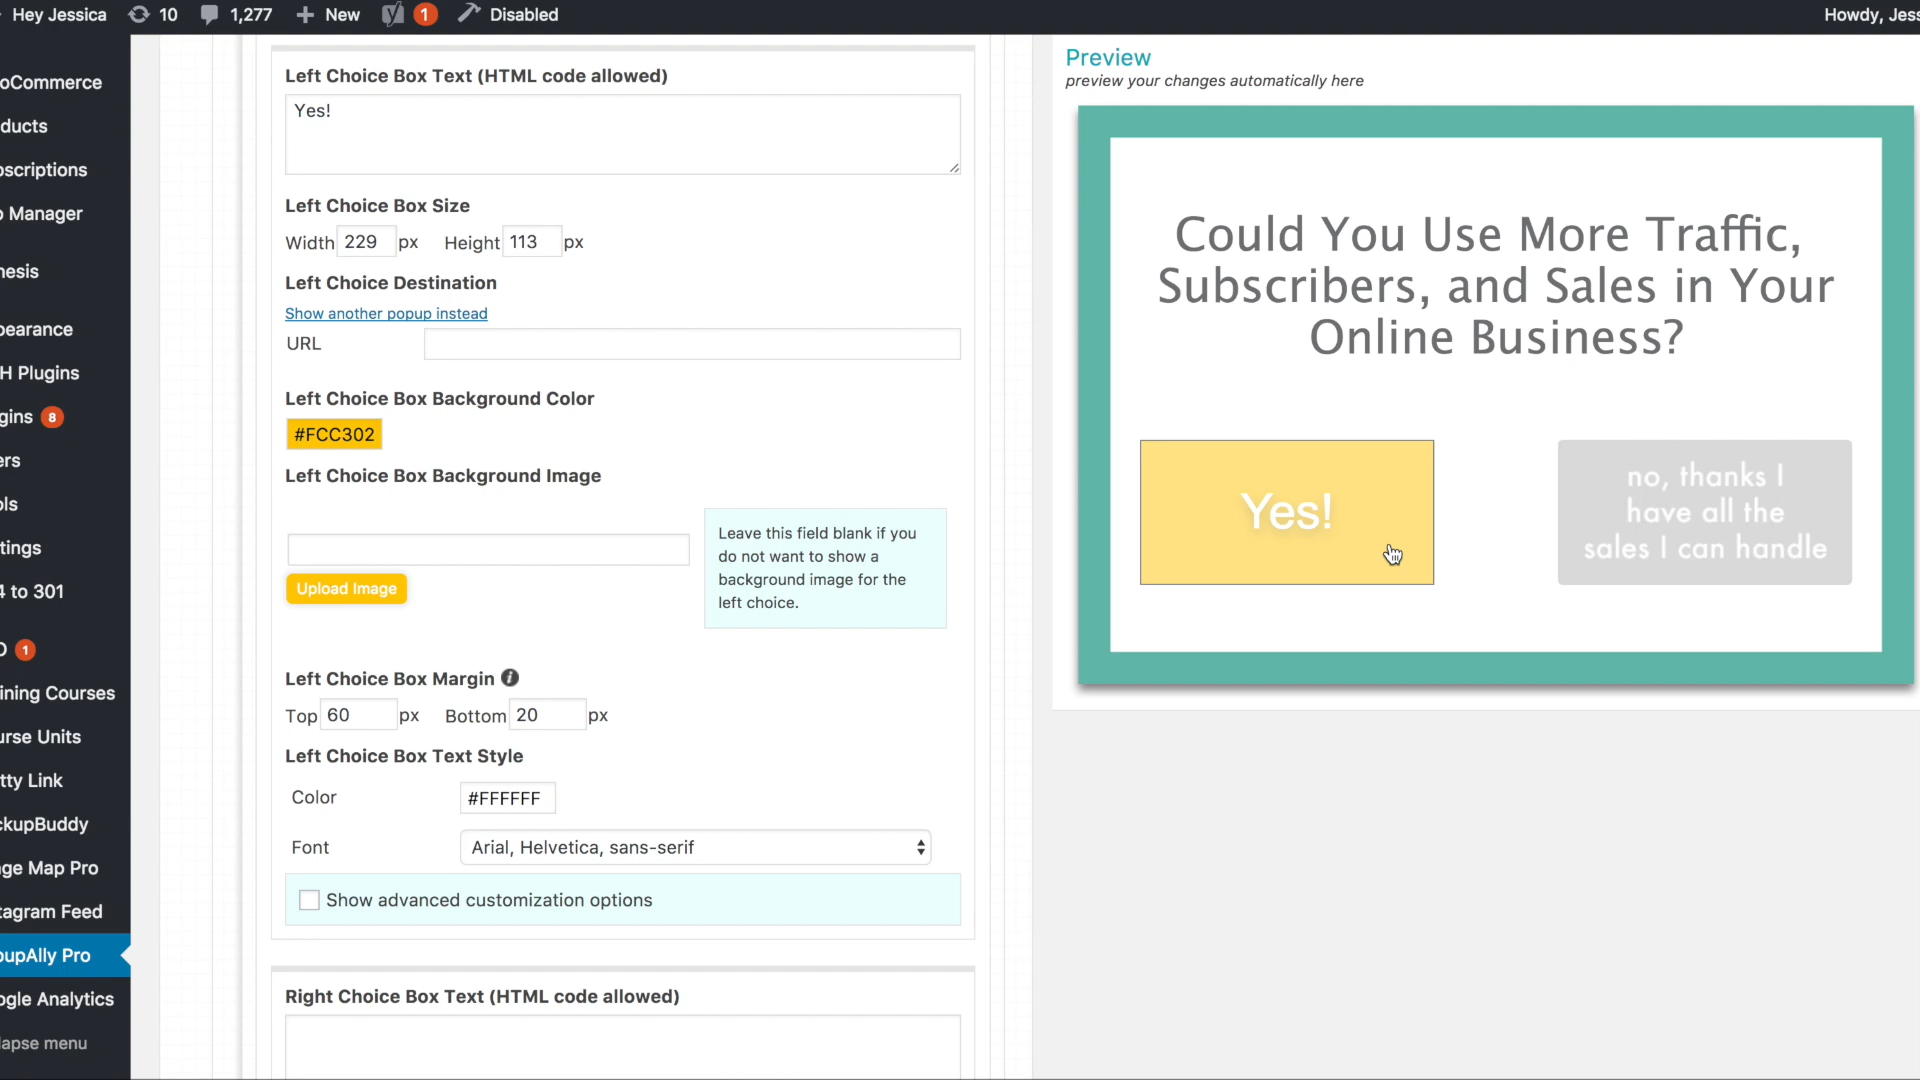 Hey Jessica 10 1,277 New 1 Disabled Howdy, Jess
oCommerce
ducts
oscriptions
o Manager
nesis
pearance
H Plugins
gins 8
ers
ols
tings
4 to 301
O 1
ining Courses
urse Units
tty Link
ckupBuddy
ge Map Pro
tagram Feed
oupAlly Pro
ogle Analytics
lapse menu
Left Choice Box Text (HTML code allowed)
Yes!
Left Choice Box Size
Width 229 px Height 113 px
Left Choice Destination
Show another popup instead
URL
Left Choice Box Background Color
#FCC302
Left Choice Box Background Image
Leave this field blank if you
do not want to show a
background image for the
left choice.
Upload Image
Left Choice Box Margin
Top 60 px Bottom 20 px
Left Choice Box Text Style
Color #FFFFFF
Font Arial, Helvetica, sans-serif
Show advanced customization options
Right Choice Box Text (HTML code allowed)
Preview
preview your changes automatically here
Could You Use More Traffic,
Subscribers, and Sales in Your
Online Business?
Yes!
no, thanks I
have all the
sales I can handle